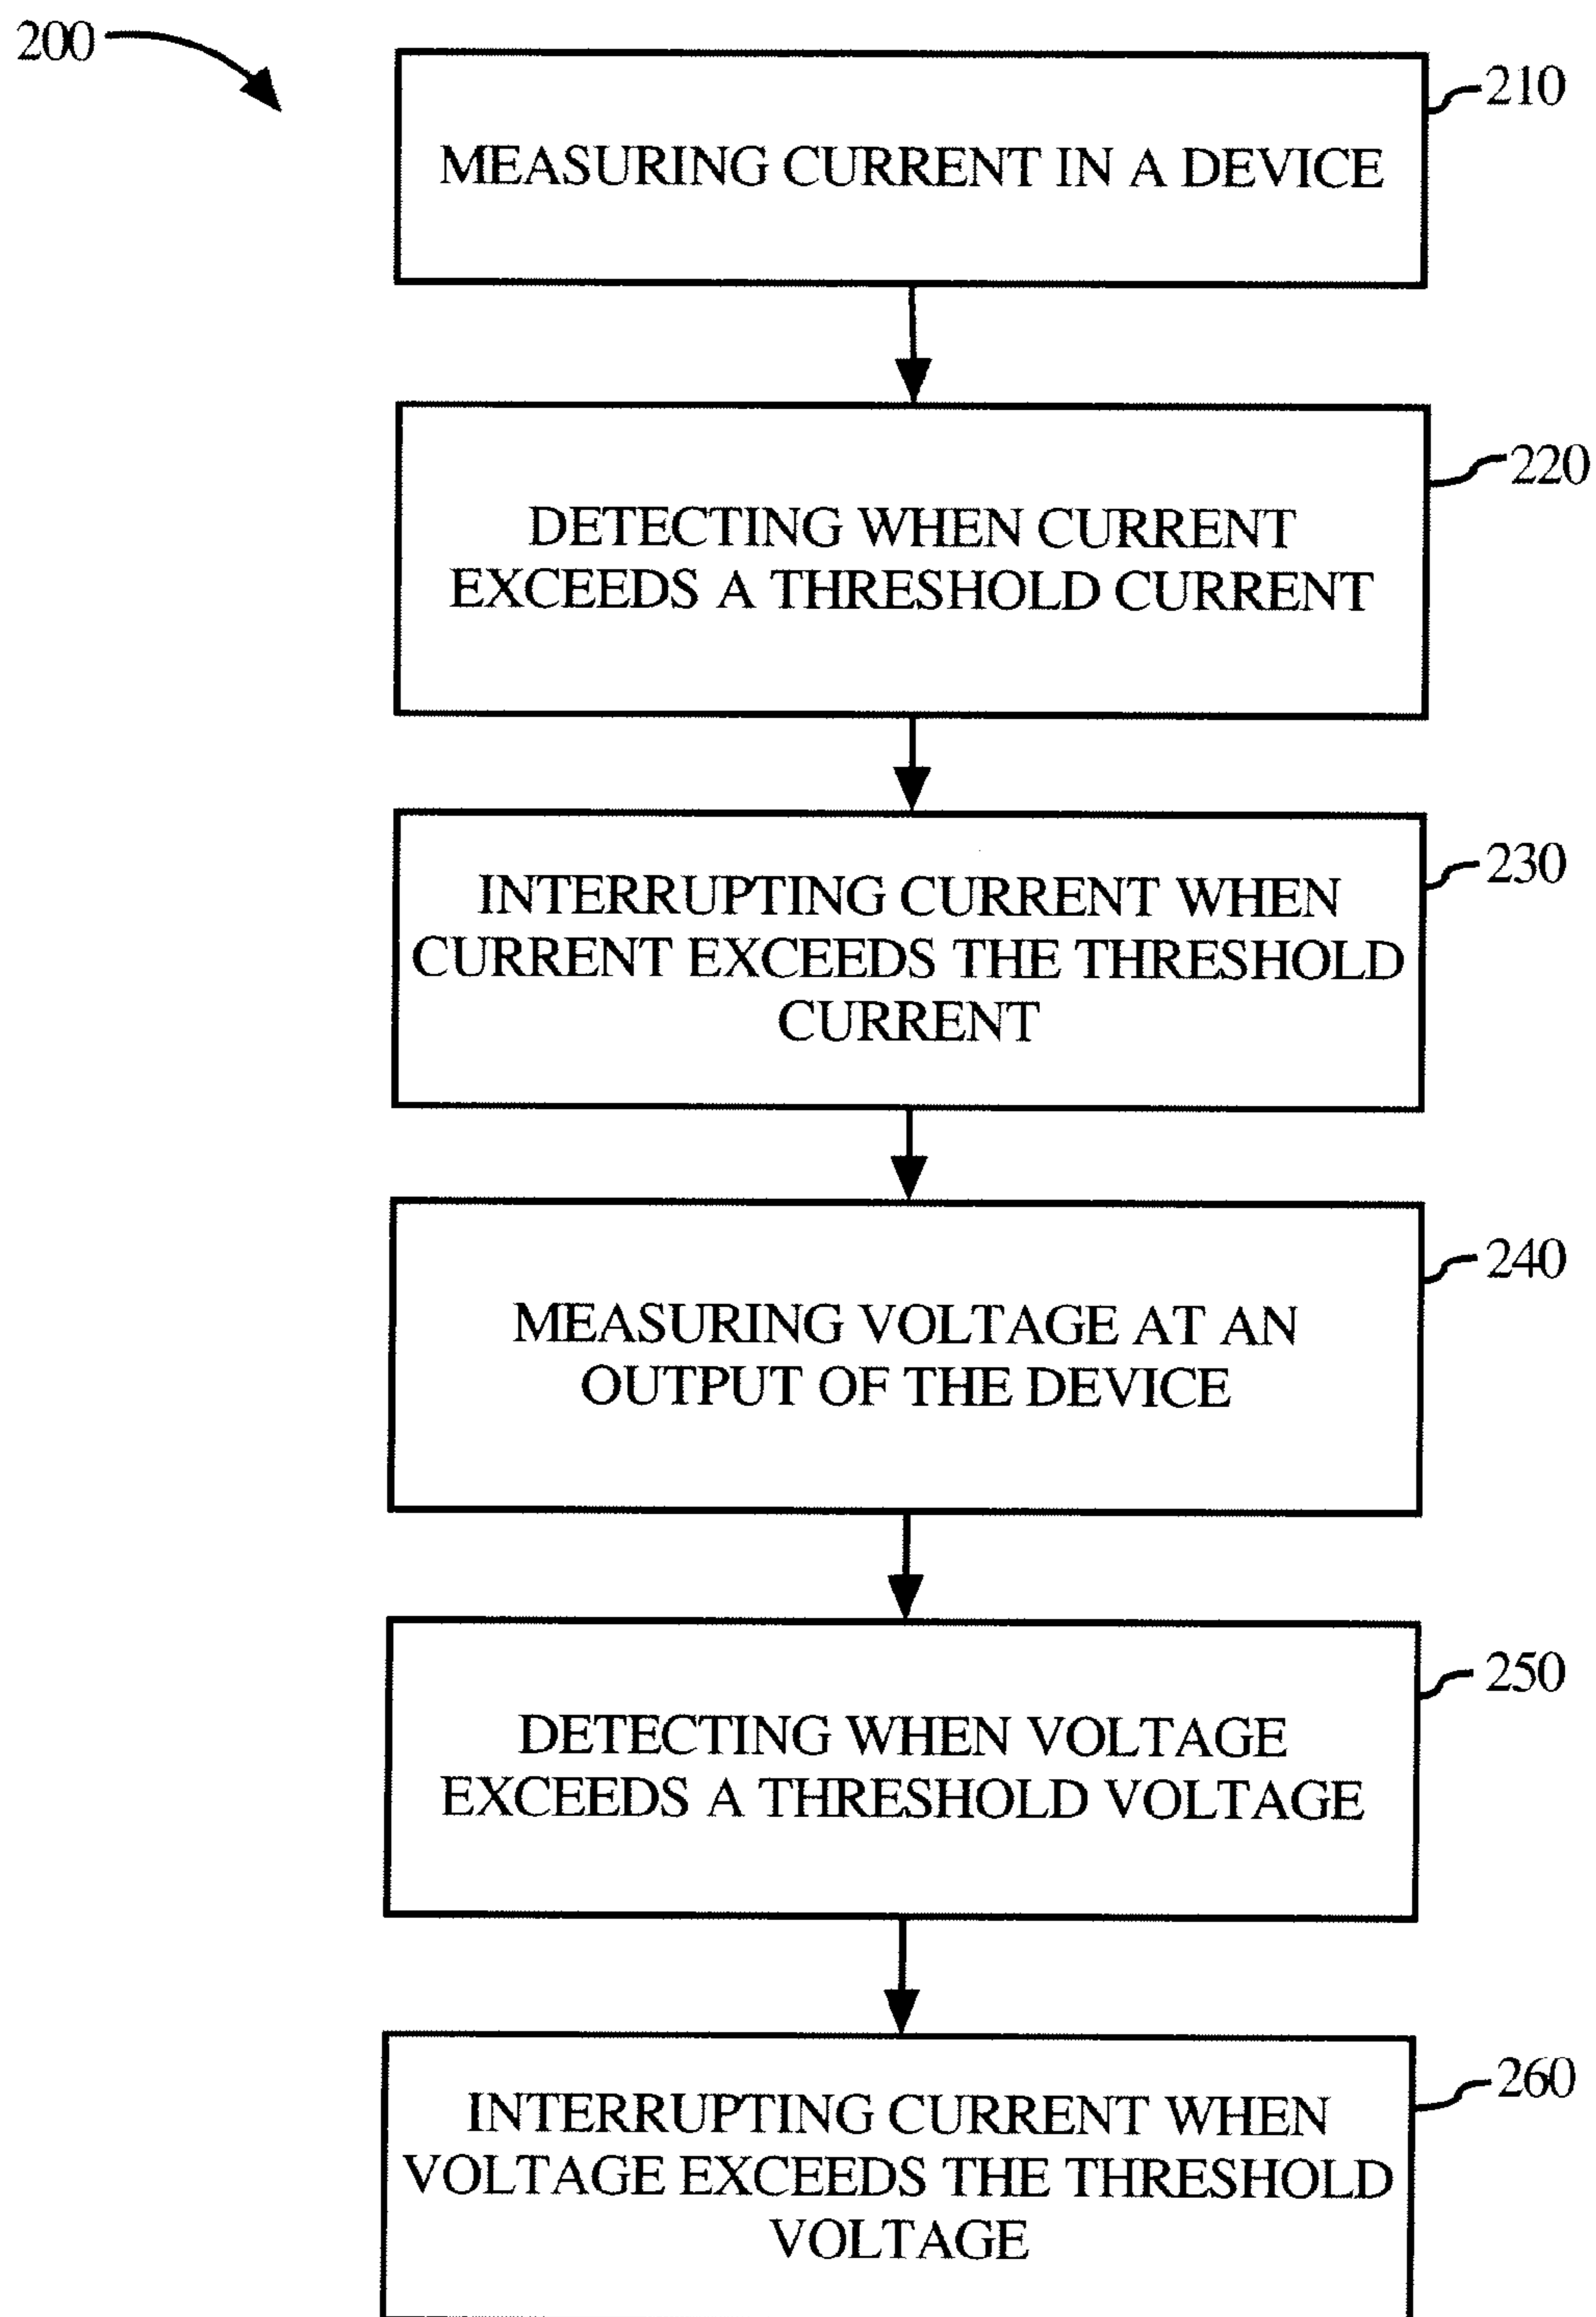 200
210
MEASURING CURRENT IN A DEVICE
220
DETECTING WHEN CURRENT
EXCEEDS A THRESHOLD CURRENT
230
INTERRUPTING CURRENT WHEN
CURRENT EXCEEDS THE THRESHOLD
CURRENT
240
MEASURING VOLTAGE AT AN
OUTPUT OF THE DEVICE
250
DETECTING WHEN VOLTAGE
EXCEEDS A THRESHOLD VOLTAGE
260
INTERRUPTING CURRENT WHEN
VOLTAGE EXCEEDS THE THRESHOLD
VOLTAGE